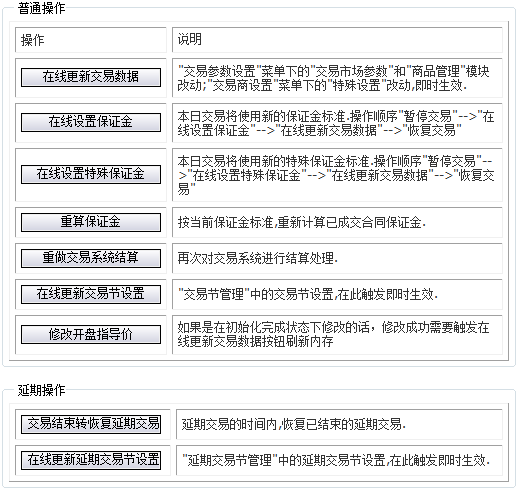 普通操作
操作
说明
在线更新交易数据
"交易参数设置"菜单下的"交易市场参数"和"商品管理"模块
改动;"交易商设置"菜单下的"特殊设置"改动,即时生效.
在线设置保证金
本日交易将使用新的保证金标准.操作顺序"暂停交易"-->"在
线设置保证金"-->"在线更新交易数据"-->"恢复交易"
在线设置特殊保证金
本日交易将使用新的特殊保证金标准.操作顺序"暂停交易"--
>"在线设置特殊保证金"-->"在线更新交易数据"-->"恢复交
易"
重算保证金
按当前保证金标准,重新计算已成交合同保证金.
重做交易系统结算
再次对交易系统进行结算处理.
在线更新交易节设置
"交易节管理"中的交易节设置,在此触发即时生效.
修改开盘指导价
如果是在初始化完成状态下修改的话，修改成功需要触发在
线更新交易数据按钮刷新内存
延期操作
交易结束转恢复延期交易
延期交易的时间内,恢复已结束的延期交易.
在线更新延期交易节设置
"延期交易节管理"中的延期交易节设置,在此触发即时生效.